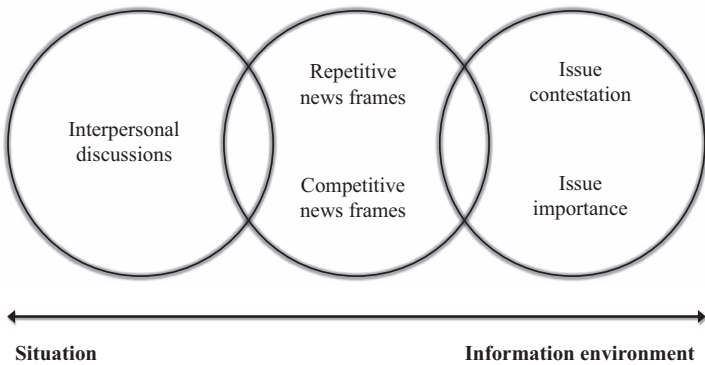 Interpersonal
discussions
Repetitive
news frames
Competitive
news frames
Issue
contestation
Issue
importance
Situation
Information environment